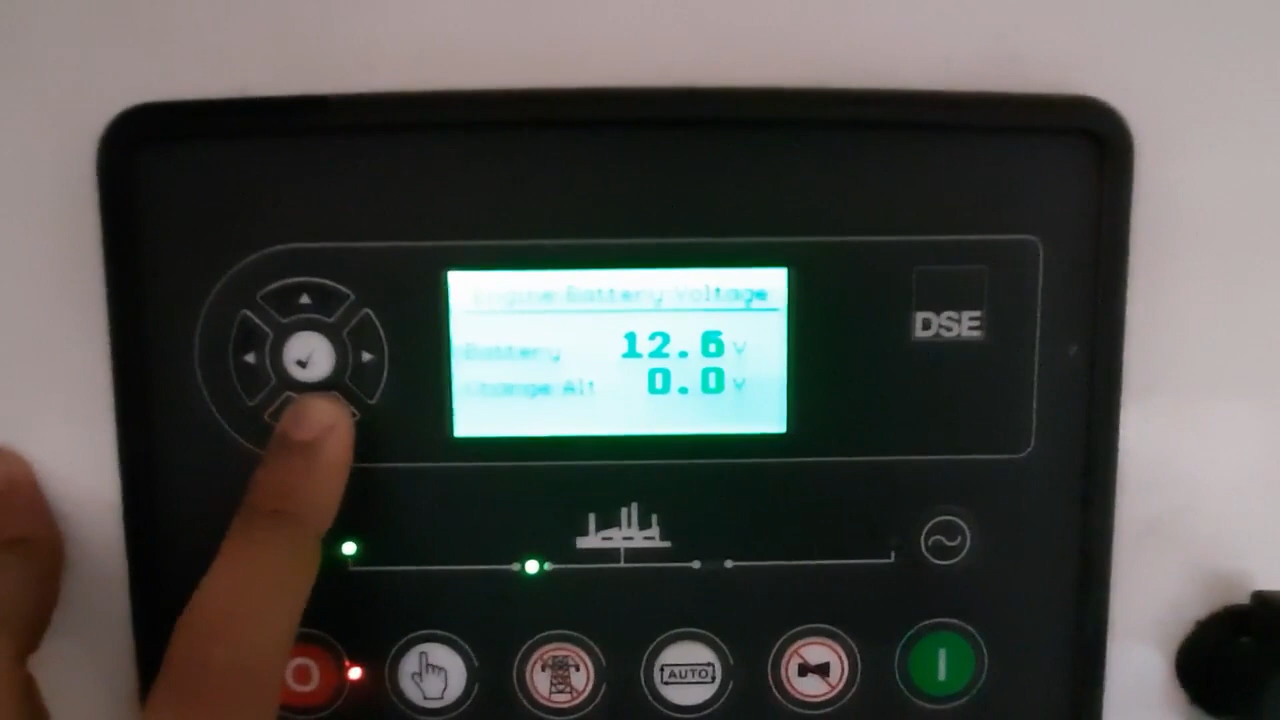 Engine Battery Voltage
Battery 12.6 V
Charge Alt 0.0 V
DSE
O
AUTO
I